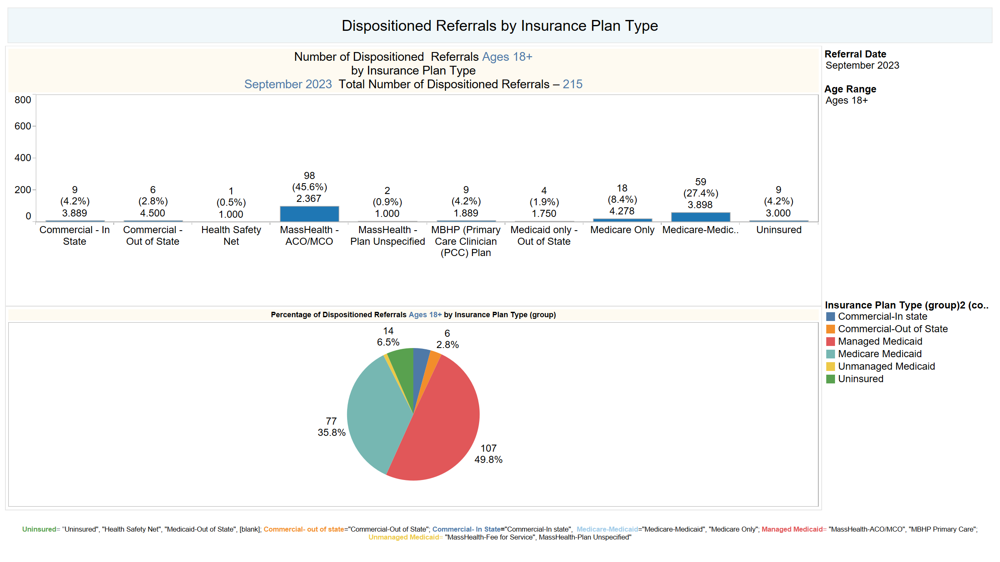 Dispositioned Referrals by Insurance Plan Type
Number of Dispositioned  Referrals Ages 18+
by Insurance Plan Type
September 2023  Total Number of Dispositioned Referrals – 215
Referral Date
September 2023
Age Range
Ages 18+
800
600
400
200
0
9
(4.2%)
3.889
6
(2.8%)
4.500
1
(0.5%)
1.000
98
(45.6%)
2.367
2
(0.9%)
1.000
9
(4.2%)
1.889
4
(1.9%)
1.750
18
(8.4%)
4.278
59
(27.4%)
3.898
9
(4.2%)
3.000
Commercial - In
State
Commercial -
Out of State
Health Safety
Net
MassHealth -
ACO/MCO
MassHealth -
Plan Unspecified
MBHP (Primary
Care Clinician
(PCC) Plan
Medicaid only -
Out of State
Medicare Only
Medicare-Medic..
Uninsured
Percentage of Dispositioned Referrals Ages 18+ by Insurance Plan Type (group)
14
6.5%
6
2.8%
77
35.8%
107
49.8%
Insurance Plan Type (group)2 (co..
Commercial-In state
Commercial-Out of State
Managed Medicaid
Medicare Medicaid
Unmanaged Medicaid
Uninsured
Uninsured= "Uninsured", "Health Safety Net", "Medicaid-Out of State", [blank]; Commercial- out of state="Commercial-Out of State"; Commercial- In State="Commercial-In state",  Medicare-Medicaid="Medicare-Medicaid", "Medicare Only"; Managed Medicaid= "MassHealth-ACO/MCO", "MBHP Primary Care";
Unmanaged Medicaid= "MassHealth-Fee for Service", MassHealth-Plan Unspecified"